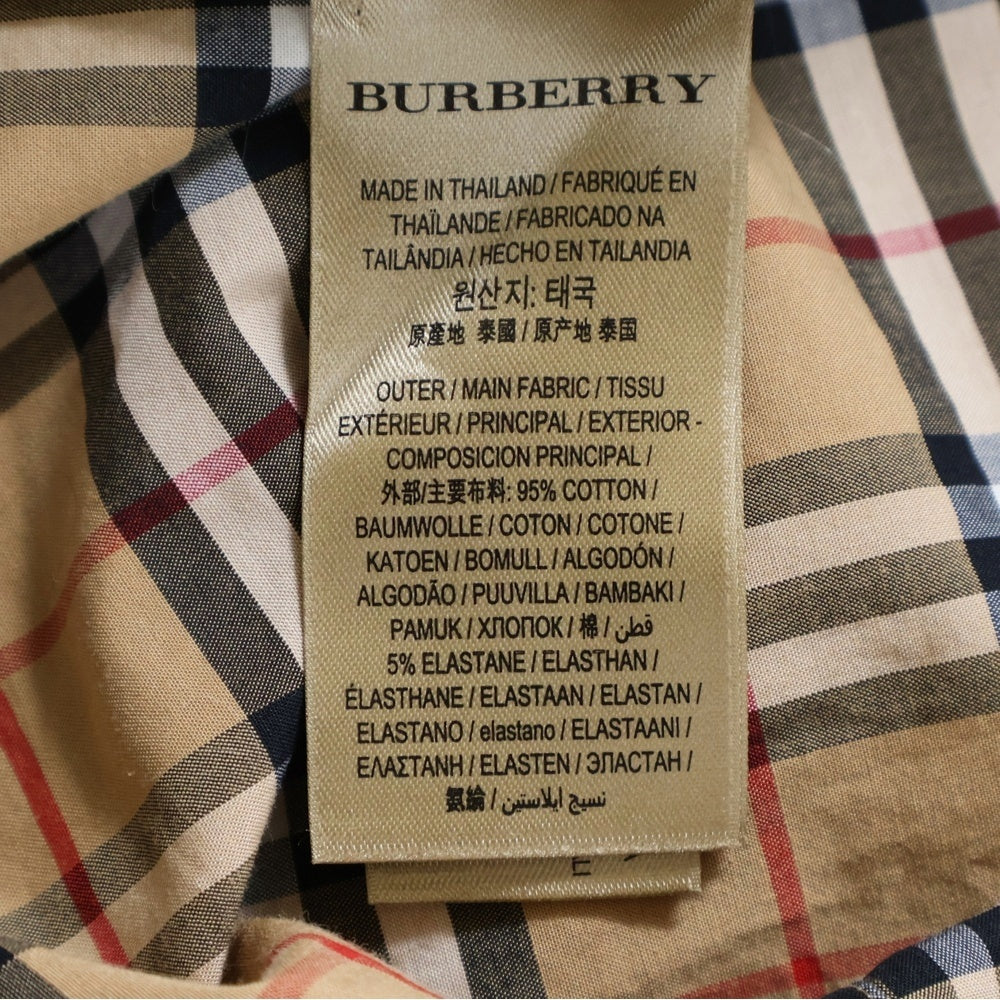 BURBERRY
MADE IN THAILAND / FABRIQUÉ EN
THAÏLANDE / FABRICADO NA
TAILÂNDIA / HECHO EN TAILANDIA
원산지: 태국
原產地 泰國 / 原产地 泰国
OUTER / MAIN FABRIC / TISSU
EXTÉRIEUR / PRINCIPAL / EXTERIOR -
COMPOSICION PRINCIPAL /
外部/主要布料: 95% COTTON /
BAUMWOLLE / COTON / COTONE /
KATOEN / BOMULL / ALGODÓN /
ALGODÃO / PUUVILLA / BAMBAKI /
PAMUK / ХЛОПОК / 棉 / قطن
5% ELASTANE / ELASTHAN /
ÉLASTHANE / ELASTAAN / ELASTAN /
ELASTANO / elastano / ELASTAANI /
ΕΛΑΣΤΑΝΗ / ELASTEN / ЭЛАСТАН /
氨綸 / نسيج ايلاستين